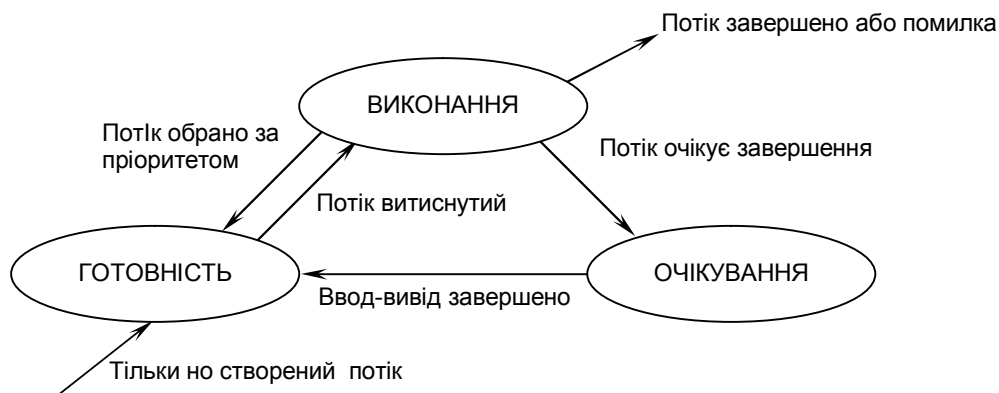 Потік завершено або помилка
ВИКОНАННЯ
ПотІк обрано за
пріоритетом
Потік очікує завершення
Потік витиснутий
ГОТОВНІСТЬ
ОЧІКУВАННЯ
Ввод-вивід завершено
Тільки но створений потік